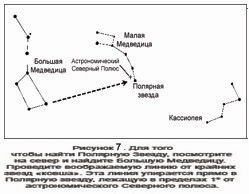 Малая
Медведица
Большая
Медведица
Астрономический
Северный Полюс
Полярная
звезда
Кассиопея
Рисунок 7. Для того
чтобы найти Полярную Звезду, посмотрите
на север и найдите Большую Медведицу.
Проведите воображаемую линию от крайних
звезд «ковша». Эта линия упирается прямо в
Полярную звезду, лежащую в пределах 1° от
астрономического Северного полюса.